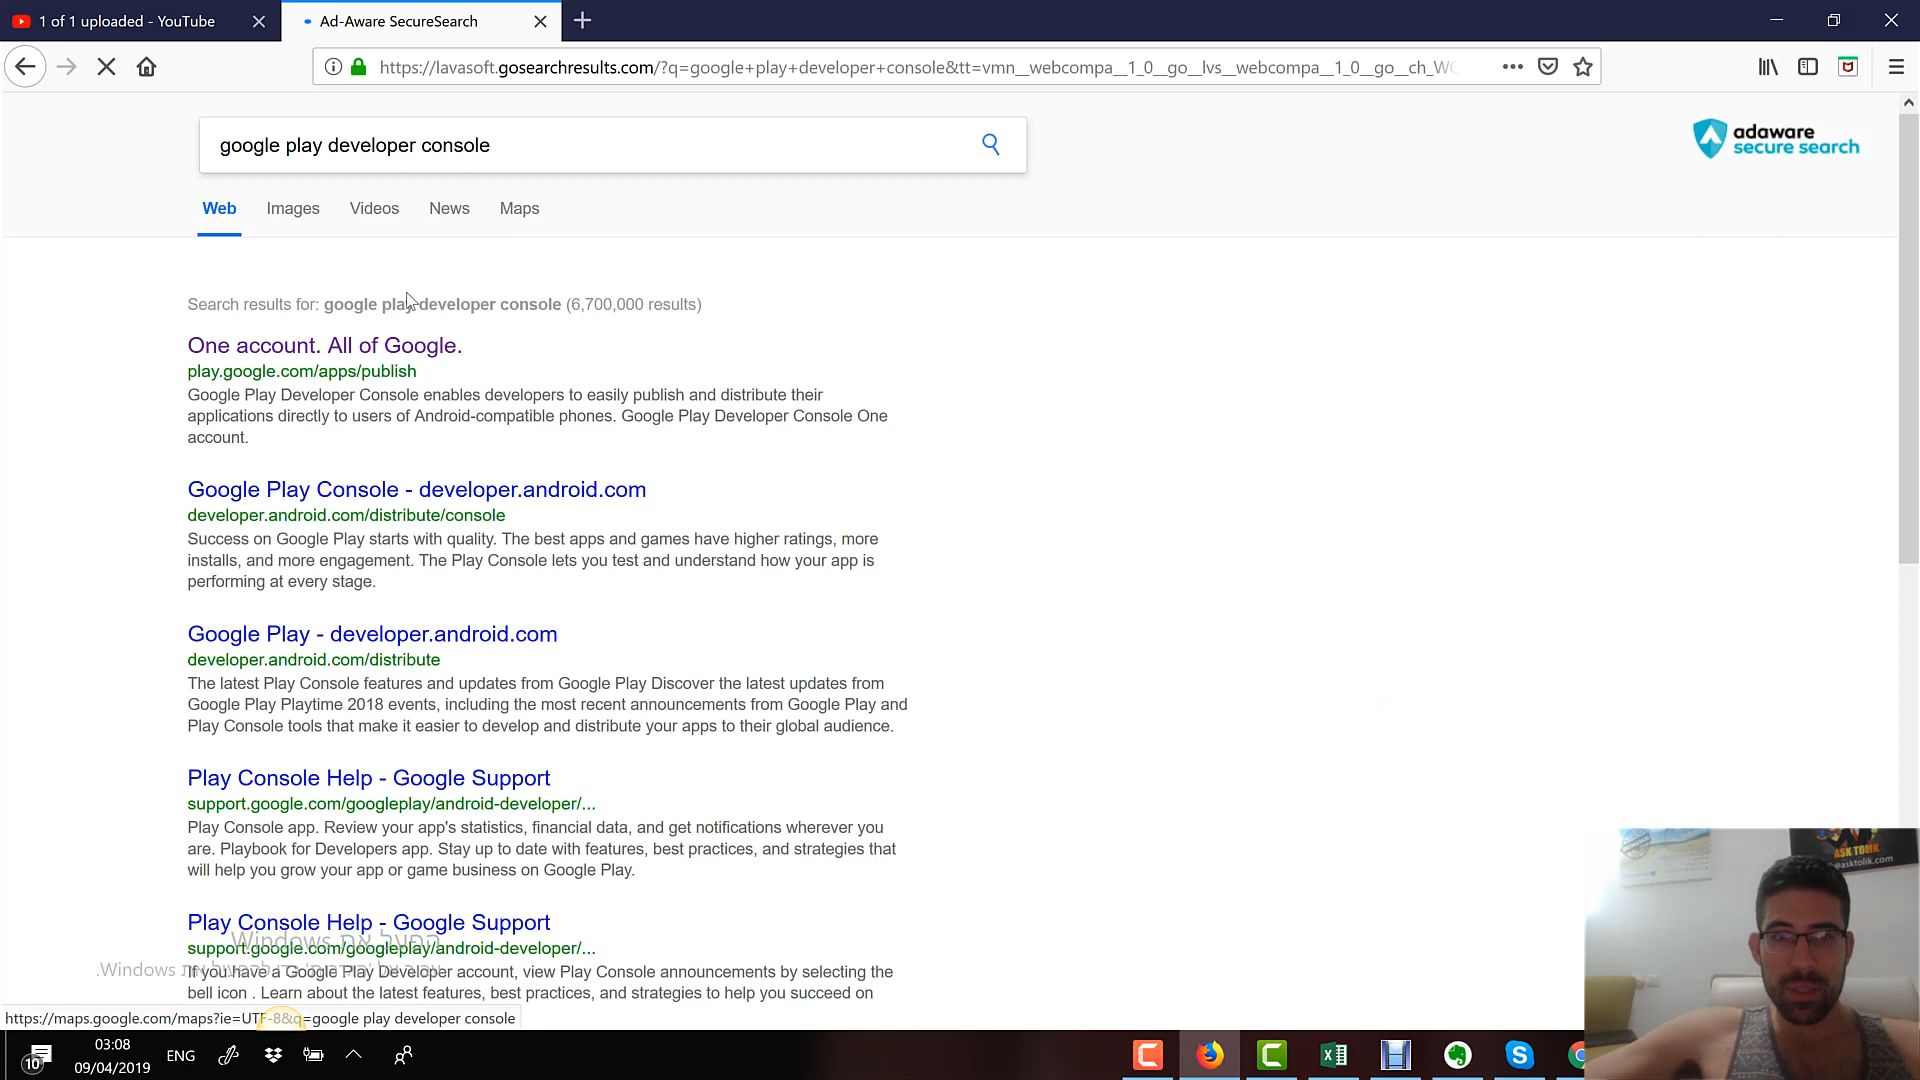 1 of 1 uploaded - YouTube
Ad-Aware SecureSearch
https://lavasoft.gosearchresults.com/?q=google+play+developer+console&tt=vmn__webcompa__1_0__go__lvs__webcompa__1_0__go__ch_WC
google play developer console
adaware
secure search
Web Images Videos News Maps
Search results for: google play developer console (6,700,000 results)
One account. All of Google.
play.google.com/apps/publish
Google Play Developer Console enables developers to easily publish and distribute their
applications directly to users of Android-compatible phones. Google Play Developer Console One
account.
Google Play Console - developer.android.com
developer.android.com/distribute/console
Success on Google Play starts with quality. The best apps and games have higher ratings, more
installs, and more engagement. The Play Console lets you test and understand how your app is
performing at every stage.
Google Play - developer.android.com
developer.android.com/distribute
The latest Play Console features and updates from Google Play Discover the latest updates from
Google Play Playtime 2018 events, including the most recent announcements from Google Play and
Play Console tools that make it easier to develop and distribute your apps to their global audience.
Play Console Help - Google Support
support.google.com/googleplay/android-developer/...
Play Console app. Review your app's statistics, financial data, and get notifications wherever you
are. Playbook for Developers app. Stay up to date with features, best practices, and strategies that
will help you grow your app or game business on Google Play.
Play Console Help - Google Support
הפעל את Windows
support.google.com/googleplay/android-developer/...
את Windows.
If you have a Google Play Developer account, view Play Console announcements by selecting the
bell icon . Learn about the latest features, best practices, and strategies to help you succeed on
https://maps.google.com/maps?ie=UTF-8&q=google play developer console
ASK TOLIK
@asktolik.com
10
03:08
09/04/2019
ENG